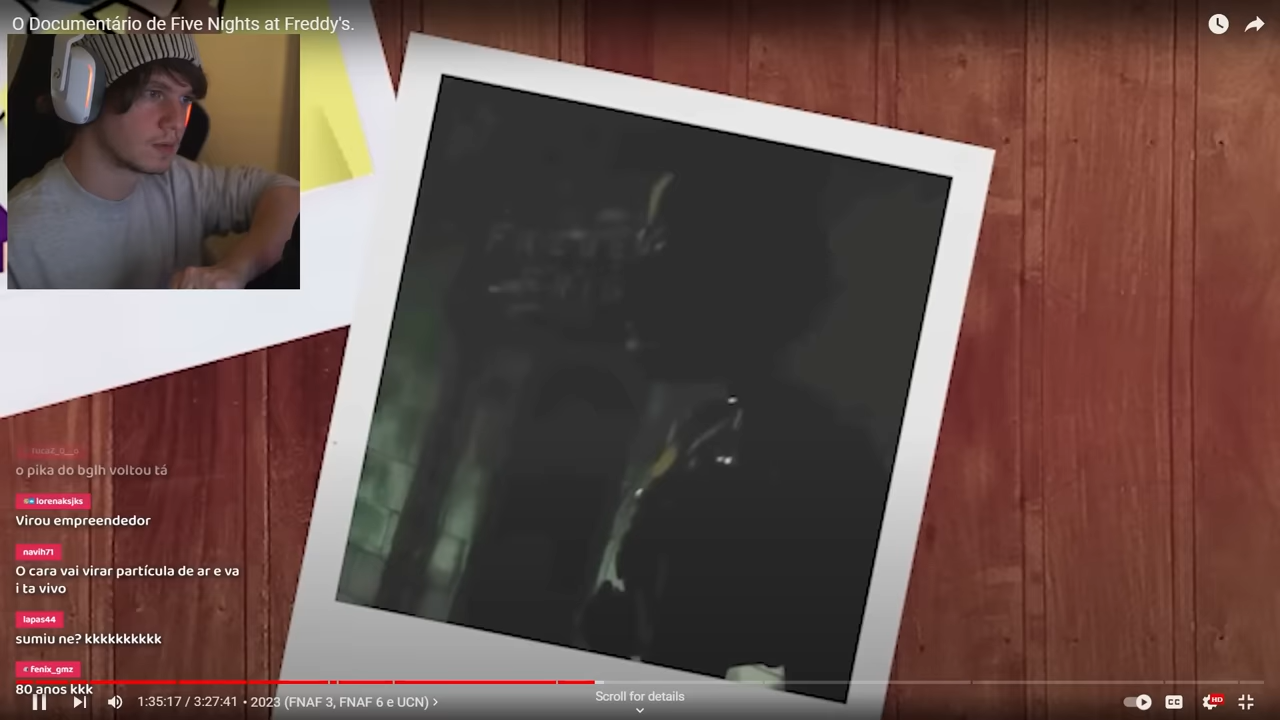 O Documentário de Five Nights at Freddy's.
o pika do bglh voltou tá
lorenaksjks
Virou empreendedor
navih71
O cara vai virar partícula de ar e va
i ta vivo
lapas44
sumiu ne? kkkkkkkkkk
fenix_gmz
80 anos kkk
1:35:17 / 3:27:41 • 2023 (FNAF 3, FNAF 6 e UCN)
Scroll for details
CC
HD